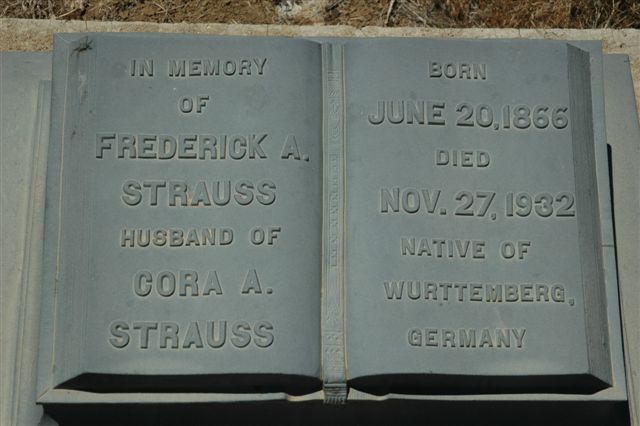 IN MEMORY
OF
FREDERICK A.
STRAUSS
HUSBAND OF
CORA A.
STRAUSS
BORN
JUNE 20, 1866
DIED
NOV. 27, 1932
NATIVE OF
WURTTEMBERG,
GERMANY